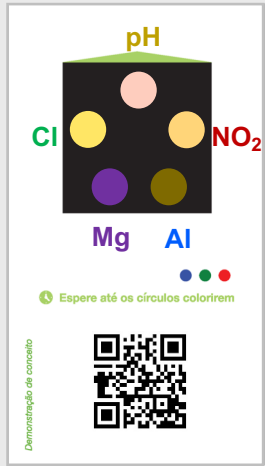 pH
Cl
NO₂
Mg
Al
Espere até os círculos colorirem
Demonstração de conceito